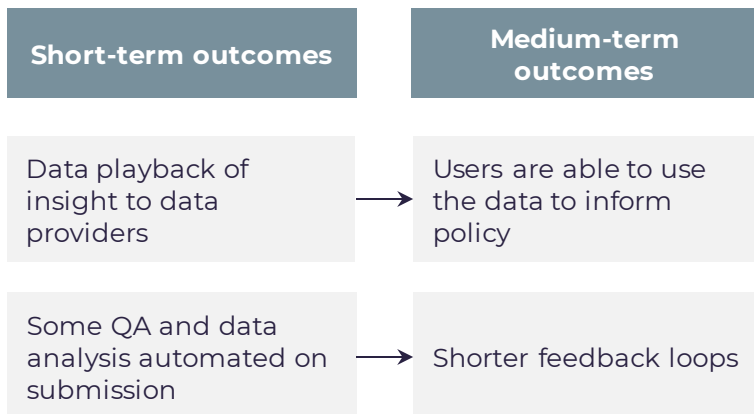 Short-term outcomes
Medium-term
outcomes
Data playback of
insight to data
providers
Users are able to use
the data to inform
policy
Some QA and data
analysis automated on
submission
Shorter feedback loops